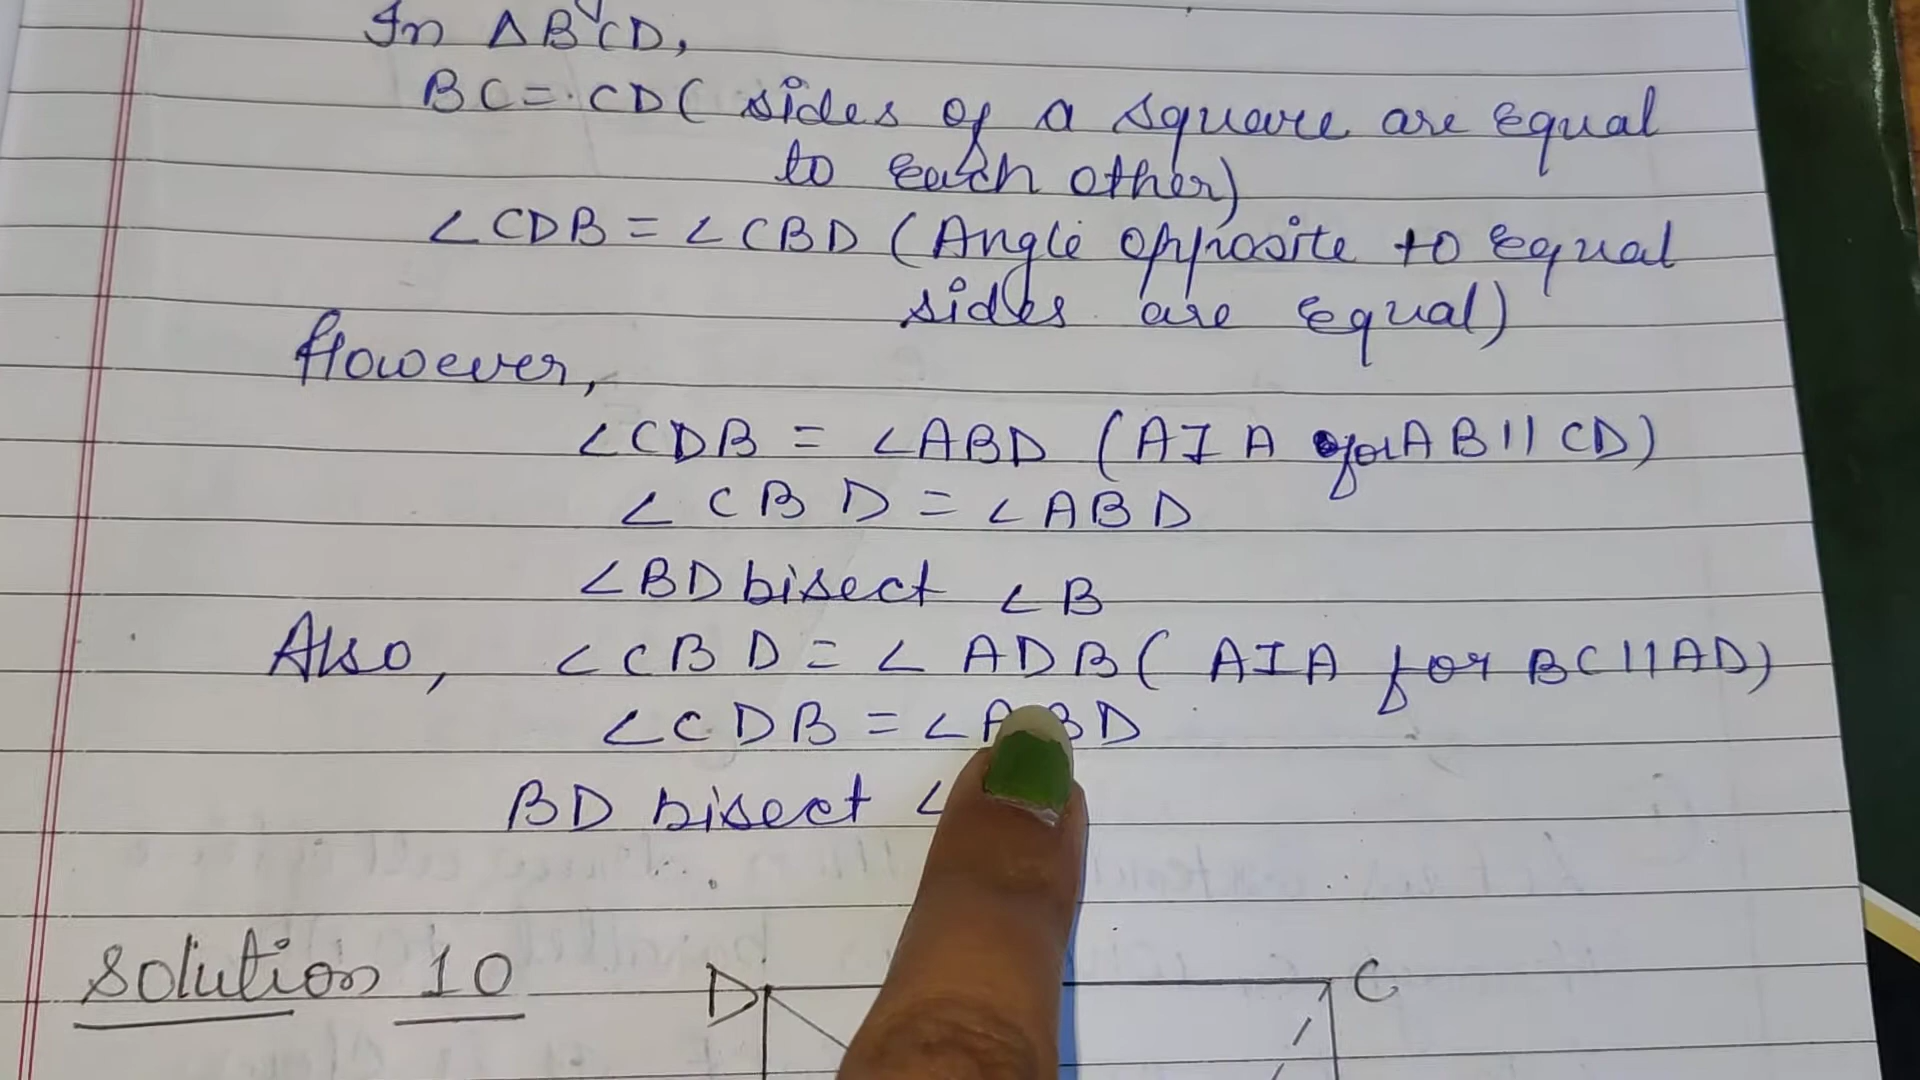 In ΔBCD,
BC = CD ( sides of a square are equal
to each other)
∠CDB = ∠CBD (Angle opposite to equal
sides are equal)
However,
∠CDB = ∠ABD (AIA for AB || CD)
∠CBD = ∠ABD
∠BD bisect ∠B
Also, ∠CBD = ∠ADB ( AIA for BC || AD)
∠CDB = ∠ABD
BD bisect ∠
Solution 10
D C